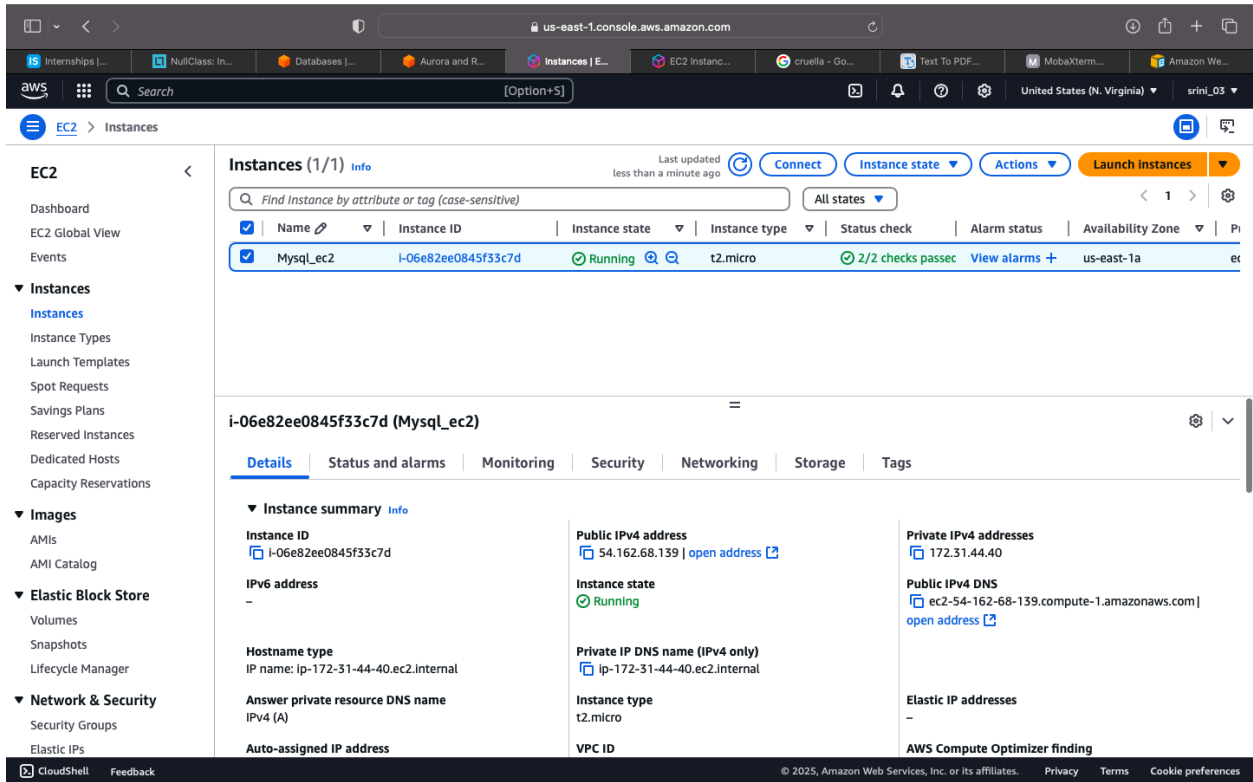 us-east-1.console.aws.amazon.com
IS Internships |...
NullClass: In...
Databases |...
Aurora and R...
Instances | E...
EC2 Instanc...
cruella - Go...
Text To PDF...
MobaXterm...
Amazon We...
aws
Search
[Option+S]
United States (N. Virginia)
srini_03
EC2 > Instances
EC2
Dashboard
EC2 Global View
Events
Instances
Instances
Instance Types
Launch Templates
Spot Requests
Savings Plans
Reserved Instances
Dedicated Hosts
Capacity Reservations
Images
AMIs
AMI Catalog
Elastic Block Store
Volumes
Snapshots
Lifecycle Manager
Network & Security
Security Groups
Elastic IPs
Instances (1/1) Info
Last updated
less than a minute ago
Connect
Instance state
Actions
Launch instances
Find Instance by attribute or tag (case-sensitive)
All states
1
Name Instance ID Instance state Instance type Status check Alarm status Availability Zone
Mysql_ec2 i-06e82ee0845f33c7d Running t2.micro 2/2 checks passec View alarms + us-east-1a ec
i-06e82ee0845f33c7d (Mysql_ec2)
Details Status and alarms Monitoring Security Networking Storage Tags
Instance summary Info
Instance ID
i-06e82ee0845f33c7d
Public IPv4 address
54.162.68.139 | open address
Private IPv4 addresses
172.31.44.40
IPv6 address
–
Instance state
Running
Public IPv4 DNS
ec2-54-162-68-139.compute-1.amazonaws.com |
open address
Hostname type
IP name: ip-172-31-44-40.ec2.internal
Private IP DNS name (IPv4 only)
ip-172-31-44-40.ec2.internal
Answer private resource DNS name
IPv4 (A)
Instance type
t2.micro
Elastic IP addresses
–
Auto-assigned IP address
VPC ID
AWS Compute Optimizer finding
CloudShell Feedback
© 2025, Amazon Web Services, Inc. or its affiliates. Privacy Terms Cookie preferences